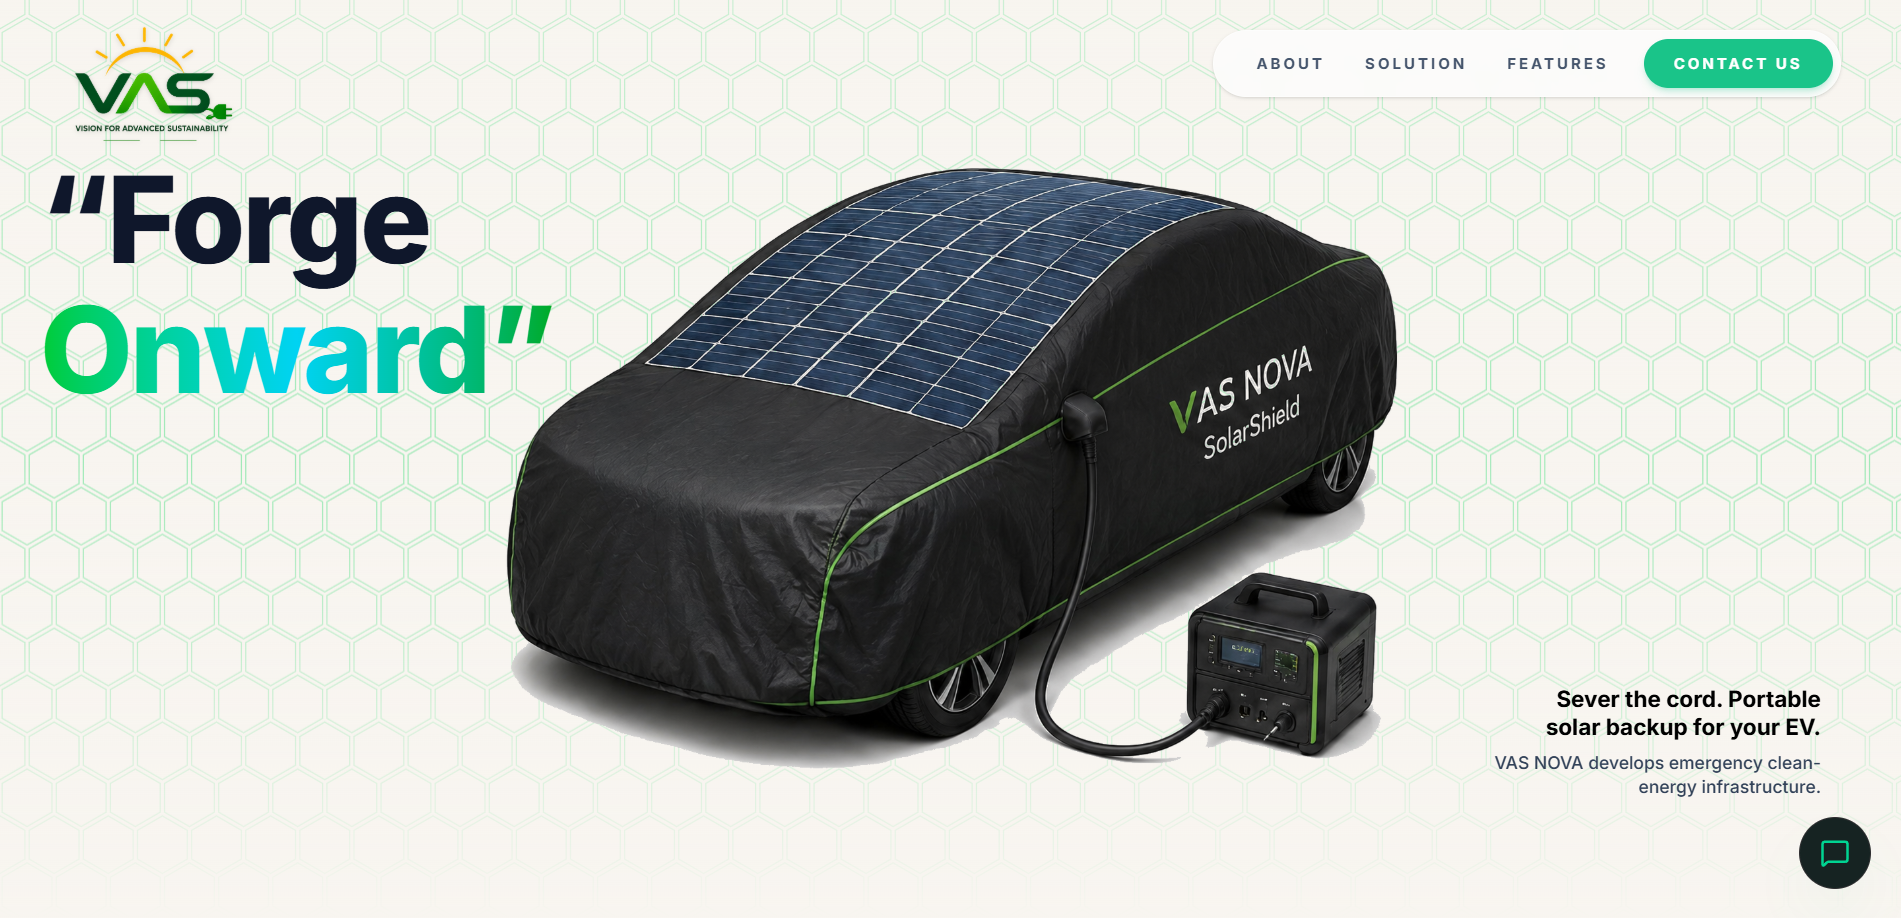 VAS
VISION FOR ADVANCED SUSTAINABILITY
ABOUT
SOLUTION
FEATURES
CONTACT US
“Forge
Onward”
VAS NOVA
SolarShield
Sever the cord. Portable
solar backup for your EV.
VAS NOVA develops emergency clean-
energy infrastructure.